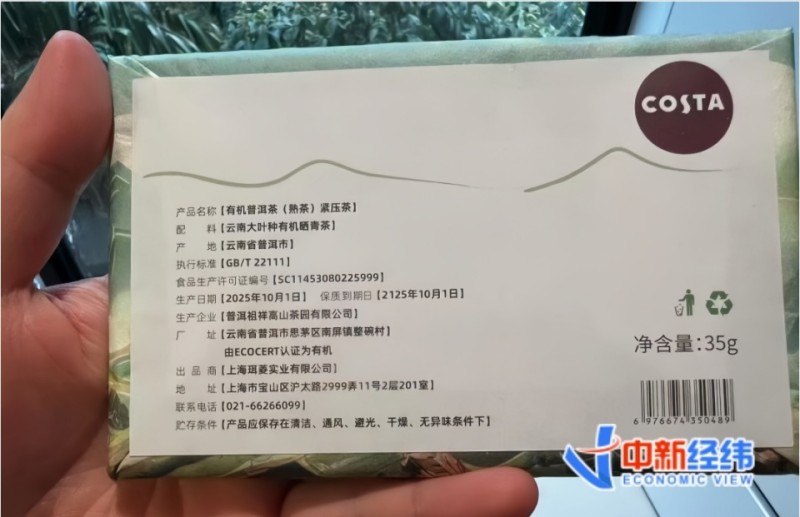 COSTA
产品名称【有机普洱茶（熟茶）紧压茶】
配 料【云南大叶种有机晒青茶】
产 地【云南省普洱市】
执行标准【GB/T 22111】
食品生产许可证编号【SC11453080225999】
生产日期【2025年10月1日】 保质到期日【2125年10月1日】
生产企业【普洱祖祥高山茶园有限公司】
厂 址【云南省普洱市思茅区南屏镇整碗村】
由ECOCERT认证为有机
出 品 商【上海珥菱实业有限公司】
地 址【上海市宝山区沪太路2999弄11号2层201室】
联系电话【021-66266099】
贮存条件【产品应保存在清洁、通风、避光、干燥、无异味条件下】
净含量：35g
6 976674 350489
中新经纬
ECONOMIC VIEW